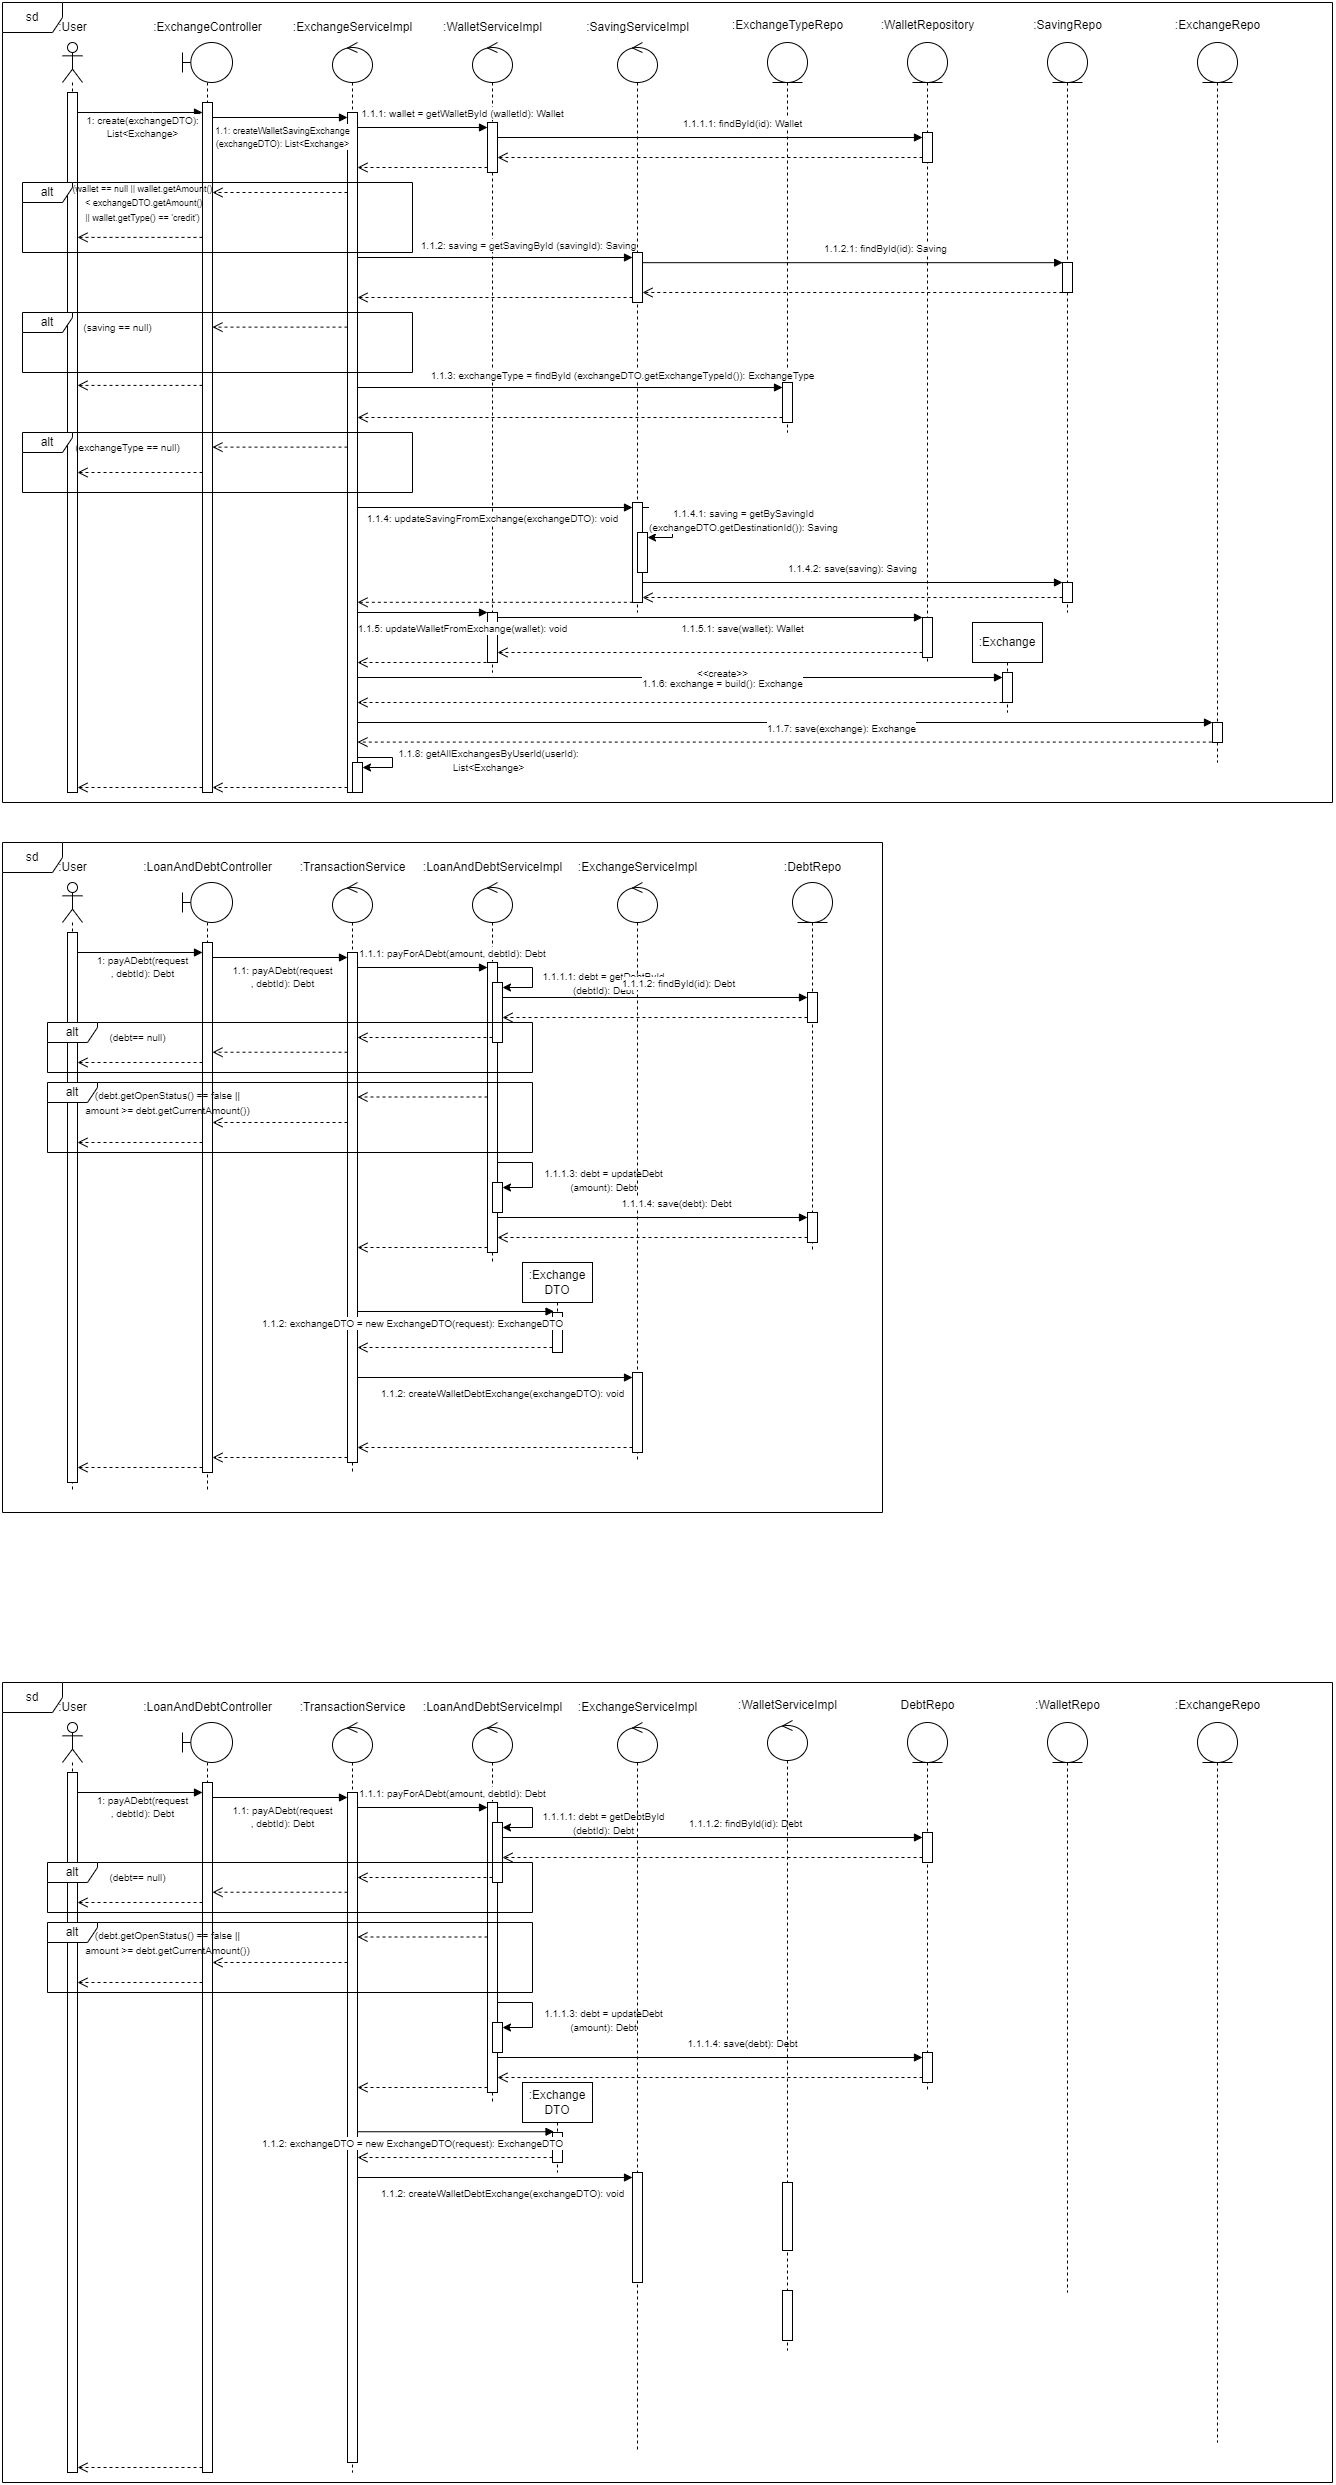 sd
:User
:ExchangeController
:ExchangeServiceImpl
:WalletServiceImpl
:SavingServiceImpl
:ExchangeTypeRepo
:WalletRepository
:SavingRepo
:ExchangeRepo
1: create(exchangeDTO):
List<Exchange>
1.1: createWalletSavingExchange
(exchangeDTO): List<Exchange>
1.1.1: wallet = getWalletById (walletId): Wallet
1.1.1.1: findById(id): Wallet
alt
(wallet == null || wallet.getAmount()
< exchangeDTO.getAmount()
|| wallet.getType() == 'credit')
1.1.2: saving = getSavingById (savingId): Saving
1.1.2.1: findById(id): Saving
alt
(saving == null)
1.1.3: exchangeType = findById (exchangeDTO.getExchangeTypeId()): ExchangeType
alt
(exchangeType == null)
1.1.4: updateSavingFromExchange(exchangeDTO): void
1.1.4.1: saving = getBySavingId
(exchangeDTO.getDestinationId()): Saving
1.1.4.2: save(saving): Saving
1.1.5: updateWalletFromExchange(wallet): void
1.1.5.1: save(wallet): Wallet
:Exchange
<<create>>
1.1.6: exchange = build(): Exchange
1.1.7: save(exchange): Exchange
1.1.8: getAllExchangesByUserId(userId):
List<Exchange>
sd
:User
:LoanAndDebtController
:TransactionService
:LoanAndDebtServiceImpl
:ExchangeServiceImpl
:DebtRepo
1: payADebt(request
, debtId): Debt
1.1: payADebt(request
, debtId): Debt
1.1.1: payForADebt(amount, debtId): Debt
1.1.1.1: debt = getDebtById
(debtId): Debt
1.1.1.2: findById(id): Debt
alt
(debt== null)
alt
(debt.getOpenStatus() == false ||
amount >= debt.getCurrentAmount())
1.1.1.3: debt = updateDebt
(amount): Debt
1.1.1.4: save(debt): Debt
:Exchange
DTO
1.1.2: exchangeDTO = new ExchangeDTO(request): ExchangeDTO
1.1.2: createWalletDebtExchange(exchangeDTO): void
sd
:User
:LoanAndDebtController
:TransactionService
:LoanAndDebtServiceImpl
:ExchangeServiceImpl
:WalletServiceImpl
DebtRepo
:WalletRepo
:ExchangeRepo
1: payADebt(request
, debtId): Debt
1.1: payADebt(request
, debtId): Debt
1.1.1: payForADebt(amount, debtId): Debt
1.1.1.1: debt = getDebtById
(debtId): Debt
1.1.1.2: findById(id): Debt
alt
(debt== null)
alt
(debt.getOpenStatus() == false ||
amount >= debt.getCurrentAmount())
1.1.1.3: debt = updateDebt
(amount): Debt
1.1.1.4: save(debt): Debt
:Exchange
DTO
1.1.2: exchangeDTO = new ExchangeDTO(request): ExchangeDTO
1.1.2: createWalletDebtExchange(exchangeDTO): void